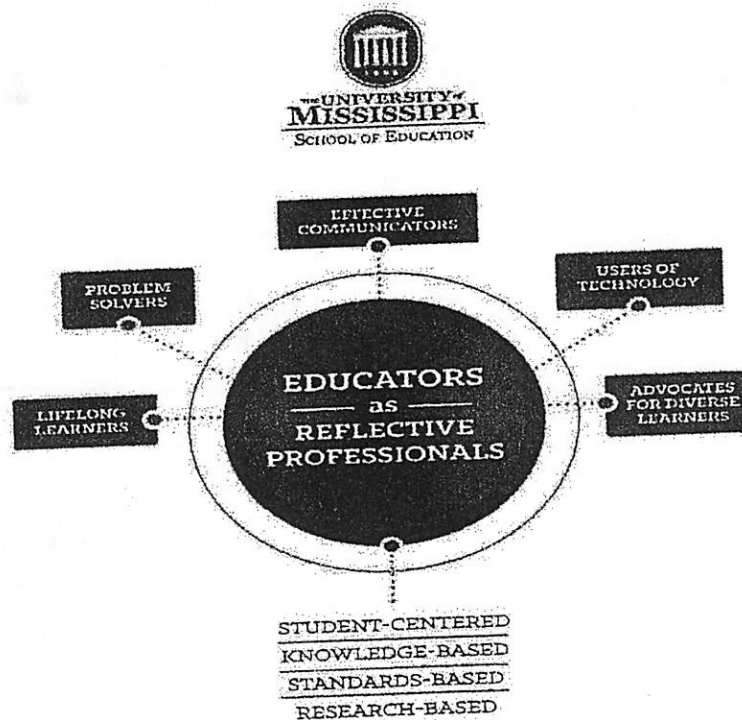 1848
THE UNIVERSITY of
MISSISSIPPI
SCHOOL OF EDUCATION
EFFECTIVE
COMMUNICATORS
PROBLEM
SOLVERS
USERS OF
TECHNOLOGY
LIFELONG
LEARNERS
EDUCATORS
as
REFLECTIVE
PROFESSIONALS
ADVOCATES
FOR DIVERSE
LEARNERS
STUDENT-CENTERED
KNOWLEDGE-BASED
STANDARDS-BASED
RESEARCH-BASED